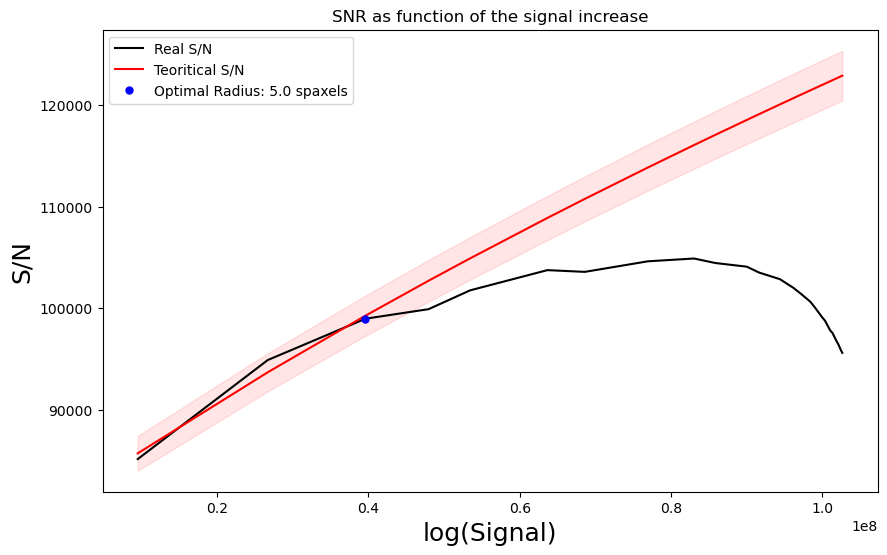 SNR as function of the signal increase
Real S/N
Teoritical S/N
Optimal Radius: 5.0 spaxels
120000
110000
100000
90000
S/N
0.2 0.4 0.6 0.8 1.0
1e8
log(Signal)